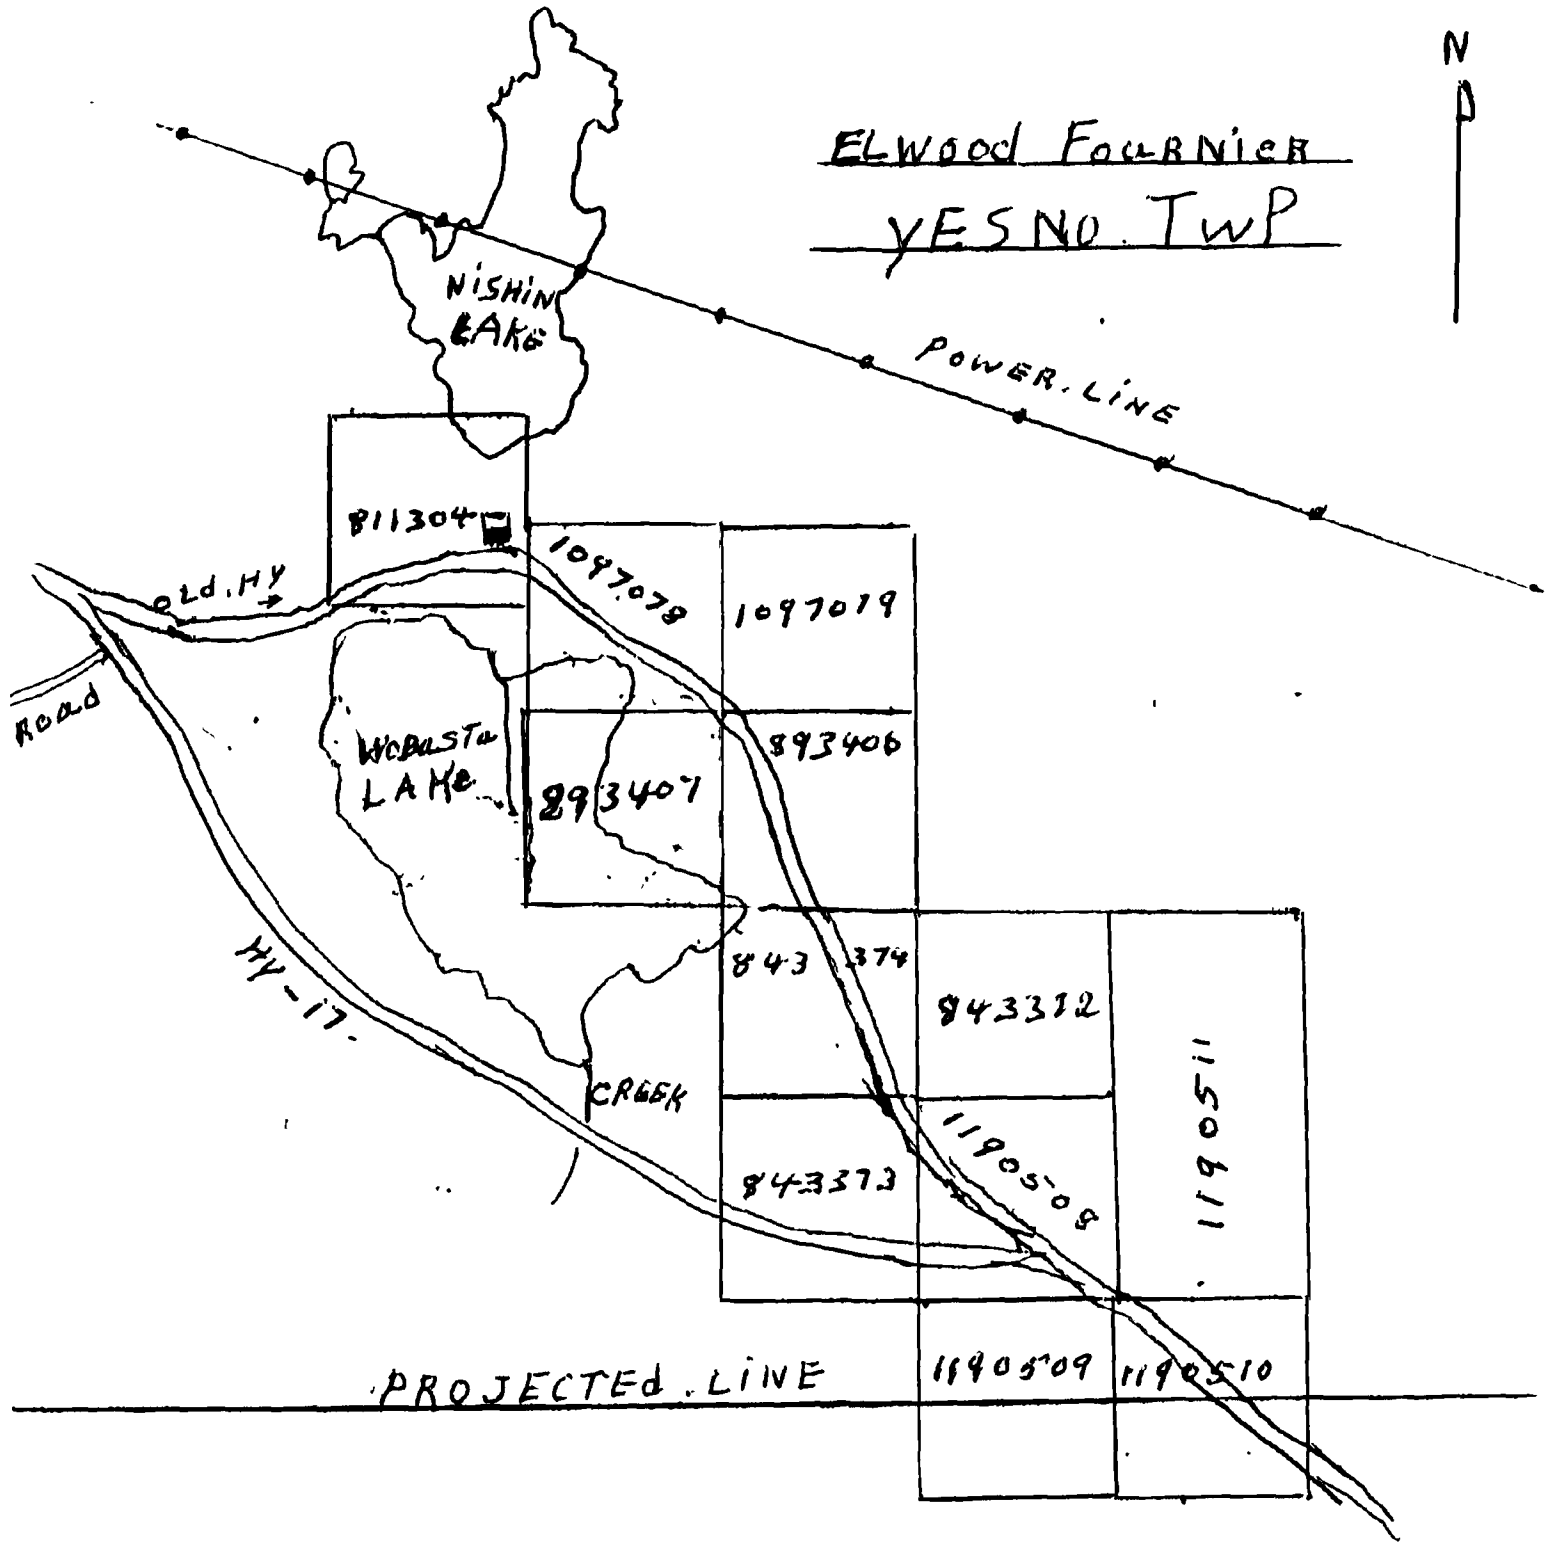 N
ELWOOD FOURNIER
YESNO. TWP
NISHIN
LAKE
POWER. LINE
811304
1097078
OLD. HY
1097079
ROAD
893406
LAKE
893407
843 374
HY-17
843372
CREEK
1190511
1190508
843373
PROJECTED. LINE
1190509
1190510